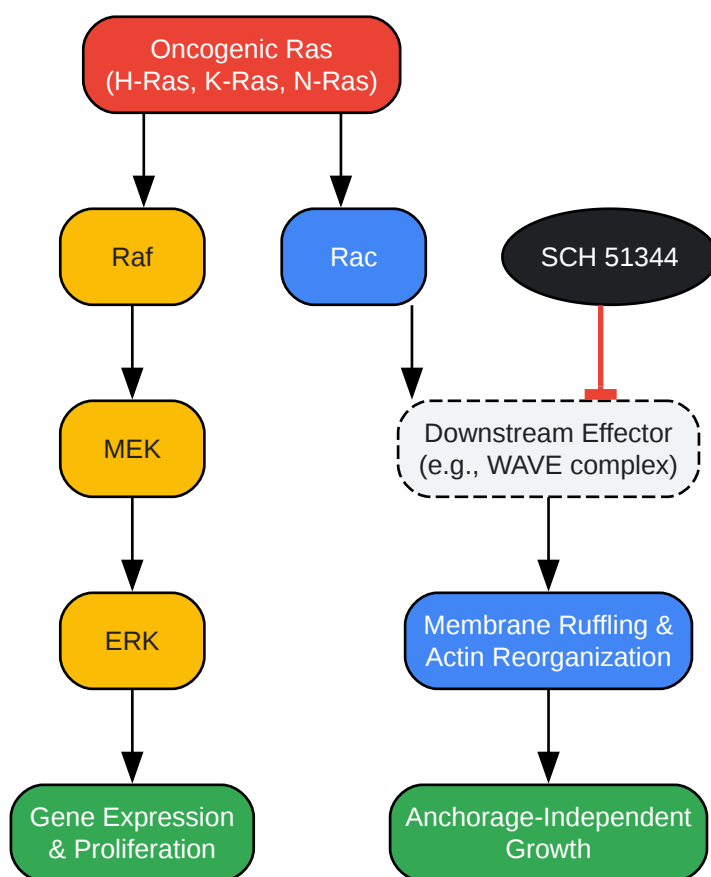 Oncogenic Ras
(H-Ras, K-Ras, N-Ras)
Raf
Rac
SCH 51344
MEK
Downstream Effector
(e.g., WAVE complex)
ERK
Membrane Ruffling &
Actin Reorganization
Gene Expression
& Proliferation
Anchorage-Independent
Growth